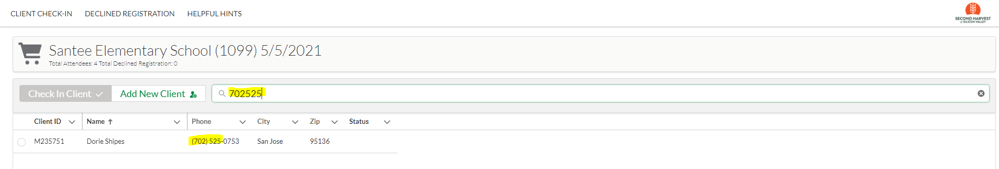 CLIENT CHECK-IN DECLINED REGISTRATION HELPFUL HINTS
SECOND HARVEST
of SILICON VALLEY
Santee Elementary School (1099) 5/5/2021
Total Attendees: 4 Total Declined Registration: 0
Check In Client Add New Client 702525
Client ID Name Phone City Zip Status
M235751 Dorie Shipes (702) 525-0753 San Jose 95136